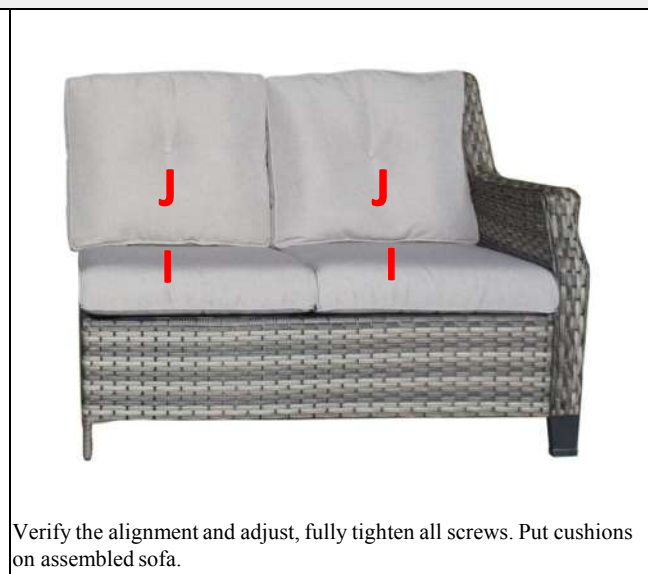 J J
I I
Verify the alignment and adjust, fully tighten all screws. Put cushions
on assembled sofa.